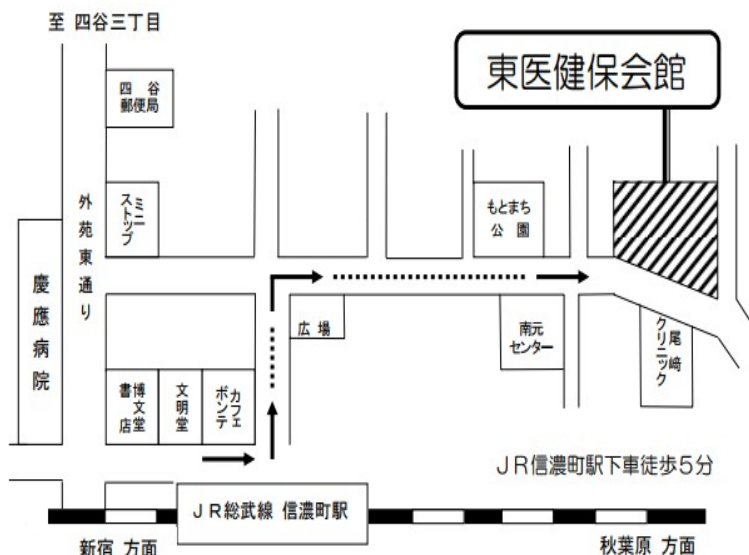 至 四谷三丁目
東医健保会館
四谷
郵便局
外苑東通り
ミニ
ストップ
もとまち
公園
慶應病院
広場
南元
センター
尾﨑
クリニック
博文堂
書店
文明堂
カフェ
ボンテ
JR信濃町駅下車徒歩5分
JR総武線 信濃町駅
新宿 方面
秋葉原 方面